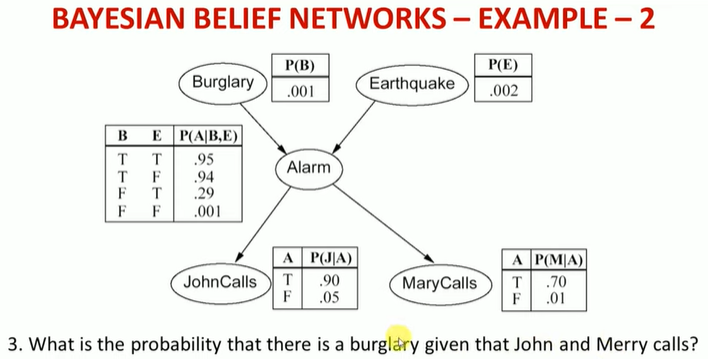 BAYESIAN BELIEF NETWORKS – EXAMPLE – 2
P(B)
.001
Burglary
P(E)
.002
Earthquake
B E P(A|B,E)
T T .95
T F .94
F T .29
F F .001
Alarm
A P(J|A)
T .90
F .05
JohnCalls
A P(M|A)
T .70
F .01
MaryCalls
3. What is the probability that there is a burglary given that John and Merry calls?